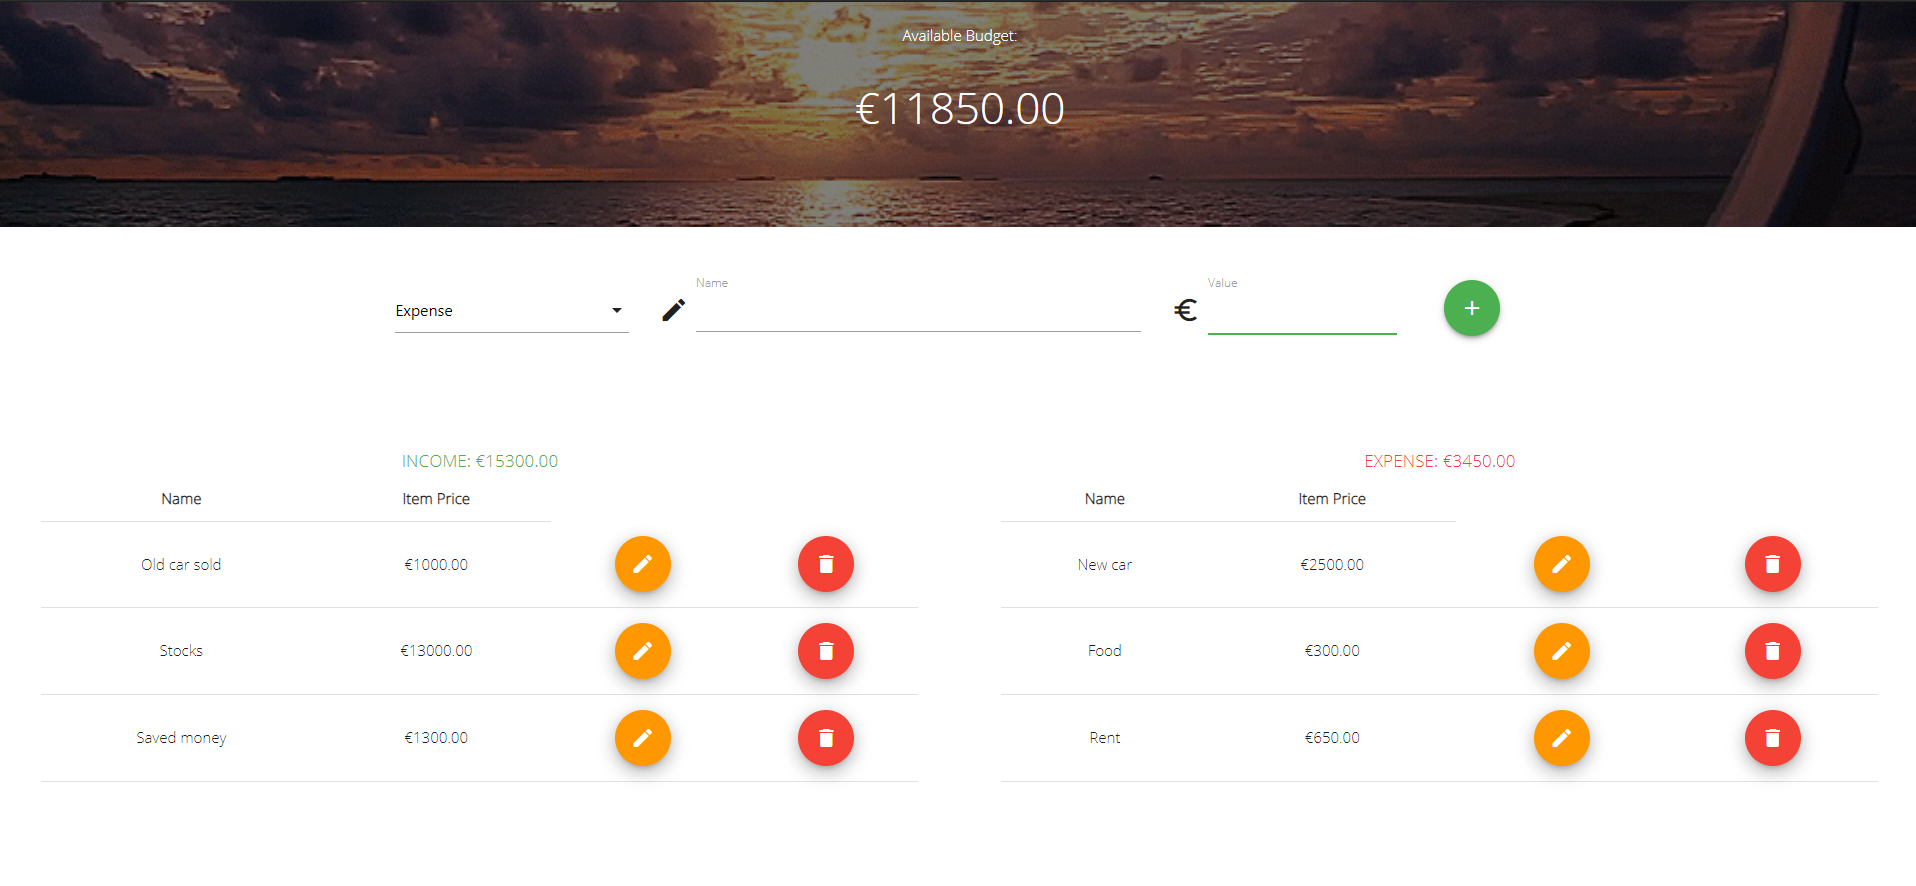 Available Budget:
€11850.00
Expense
Name
€
Value
+
INCOME: €15300.00
Name Item Price
Old car sold €1000.00
Stocks €13000.00
Saved money €1300.00
EXPENSE: €3450.00
Name Item Price
New car €2500.00
Food €300.00
Rent €650.00